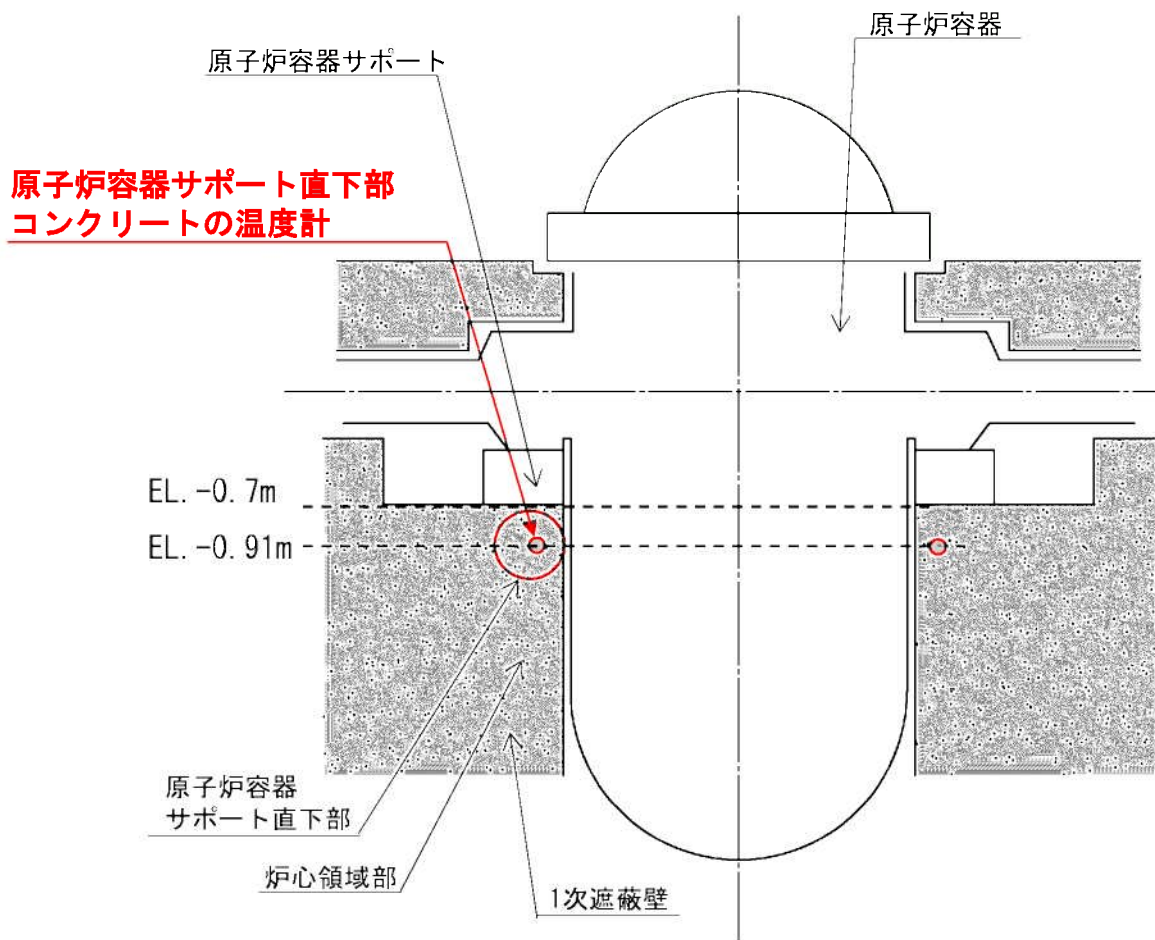 原子炉容器
原子炉容器サポート
原子炉容器サポート直下部
コンクリートの温度計
EL. -0.7m
EL. -0.91m
原子炉容器
サポート直下部
炉心領域部
1次遮蔽壁